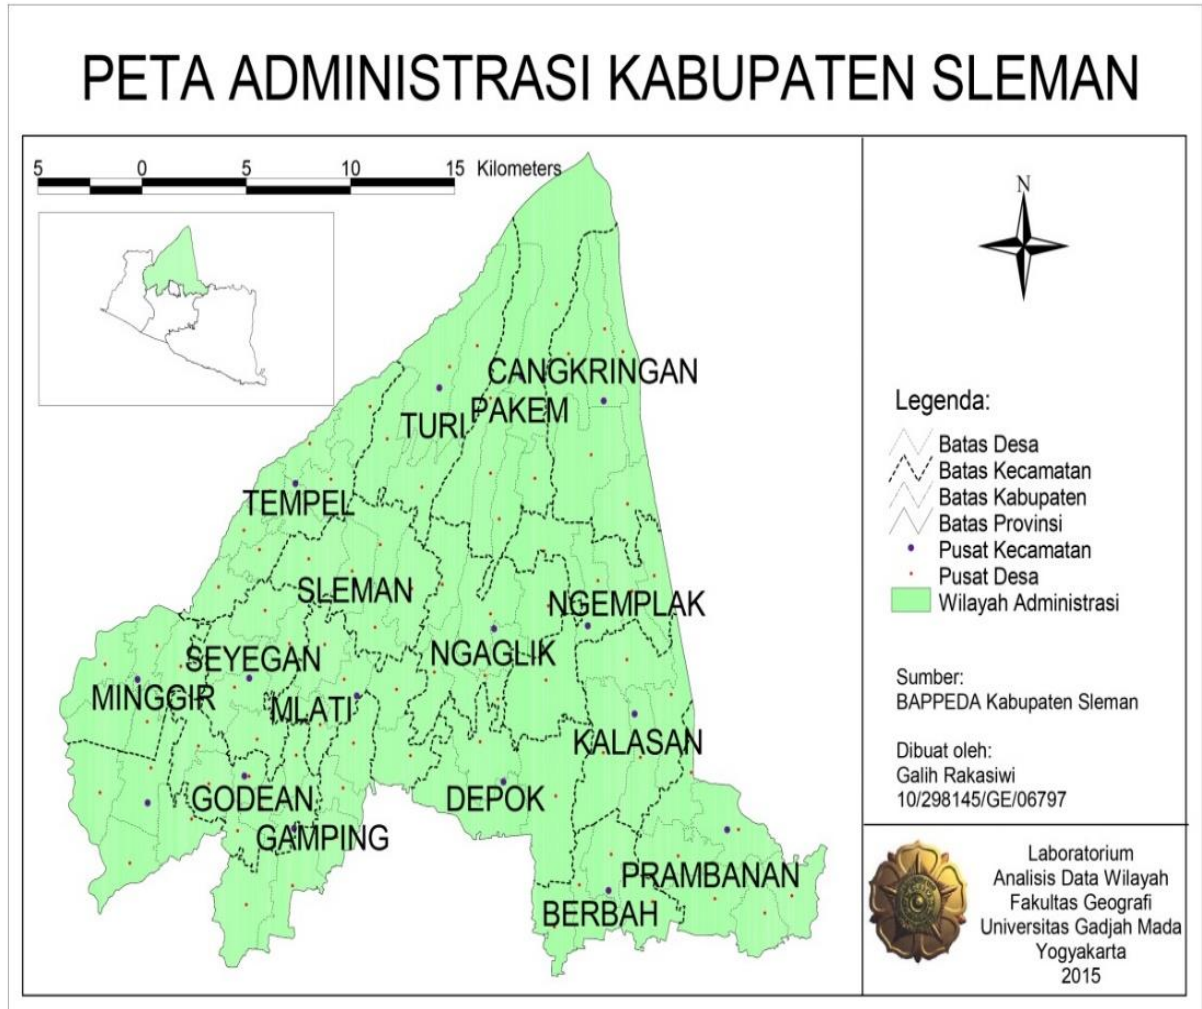 PETA ADMINISTRASI KABUPATEN SLEMAN
5 0 5 10 15 Kilometers
CANGKRINGAN
PAKEM
TURI
TEMPEL
SLEMAN
NGEMPLAK
NGAGLIK
SEYEGAN
MINGGIR
MLATI
KALASAN
DEPOK
GODEAN
GAMPING
PRAMBANAN
BERBAH
N
Legenda:
Batas Desa
Batas Kecamatan
Batas Kabupaten
Batas Provinsi
Pusat Kecamatan
Pusat Desa
Wilayah Administrasi
Sumber:
BAPPEDA Kabupaten Sleman
Dibuat oleh:
Galih Rakasiwi
10/298145/GE/06797
Laboratorium
Analisis Data Wilayah
Fakultas Geografi
Universitas Gadjah Mada
Yogyakarta
2015